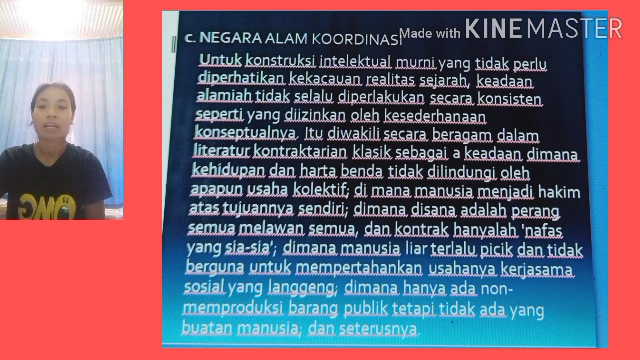 Made with KINEMASTER
c. NEGARA ALAM KOORDINASI
Untuk konstruksi intelektual murni yang tidak perlu
diperhatikan kekacauan realitas sejarah, keadaan
alamiah tidak selalu diperlakukan secara konsisten
seperti yang diizinkan oleh kesederhanaan
konseptualnya. Itu diwakili secara beragam dalam
literatur kontraktarian klasik sebagai a keadaan dimana
kehidupan dan harta benda tidak dilindungi oleh
apapun usaha kolektif; di mana manusia menjadi hakim
atas tujuannya sendiri; dimana disana adalah perang
semua melawan semua, dan kontrak hanyalah 'nafas
yang sia-sia'; dimana manusia liar terlalu picik dan tidak
berguna untuk mempertahankan usahanya kerjasama
sosial yang langgeng; dimana hanya ada non-
memproduksi barang publik tetapi tidak ada yang
buatan manusia; dan seterusnya.
OMG